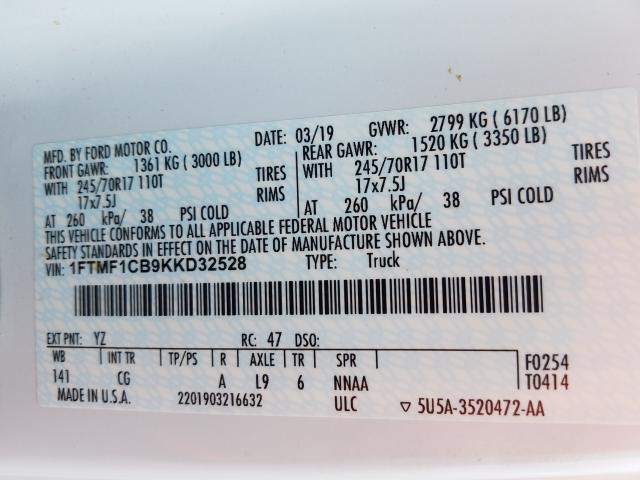 MFD. BY FORD MOTOR CO. DATE: 03/19 GVWR: 2799 KG ( 6170 LB)
FRONT GAWR: 1361 KG ( 3000 LB) REAR GAWR: 1520 KG ( 3350 LB)
WITH 245/70R17 110T TIRES WITH 245/70R17 110T TIRES
17x7.5J RIMS 17x7.5J RIMS
AT 260 kPa/ 38 PSI COLD AT 260 kPa/ 38 PSI COLD
THIS VEHICLE CONFORMS TO ALL APPLICABLE FEDERAL MOTOR VEHICLE
SAFETY STANDARDS IN EFFECT ON THE DATE OF MANUFACTURE SHOWN ABOVE.
VIN: 1FTMF1CB9KKD32528 TYPE: Truck
EXT PNT: YZ RC: 47 DSO:
WB INT TR TP/PS R AXLE TR SPR F0254
141 CG A L9 6 NNAA T0414
MADE IN U.S.A. 2201903216632 ULC ▽ 5U5A-3520472-AA